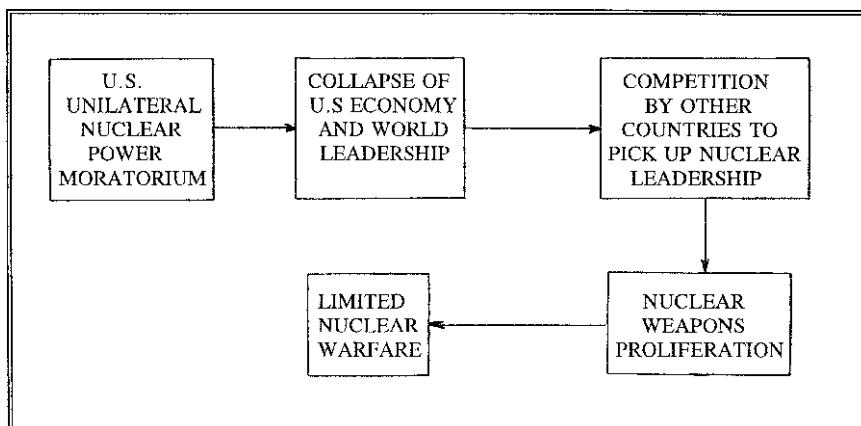 U.S.
UNILATERAL
NUCLEAR
POWER
MORATORIUM
COLLAPSE OF
U.S ECONOMY
AND WORLD
LEADERSHIP
COMPETITION
BY OTHER
COUNTRIES TO
PICK UP NUCLEAR
LEADERSHIP
LIMITED
NUCLEAR
WARFARE
NUCLEAR
WEAPONS
PROLIFERATION